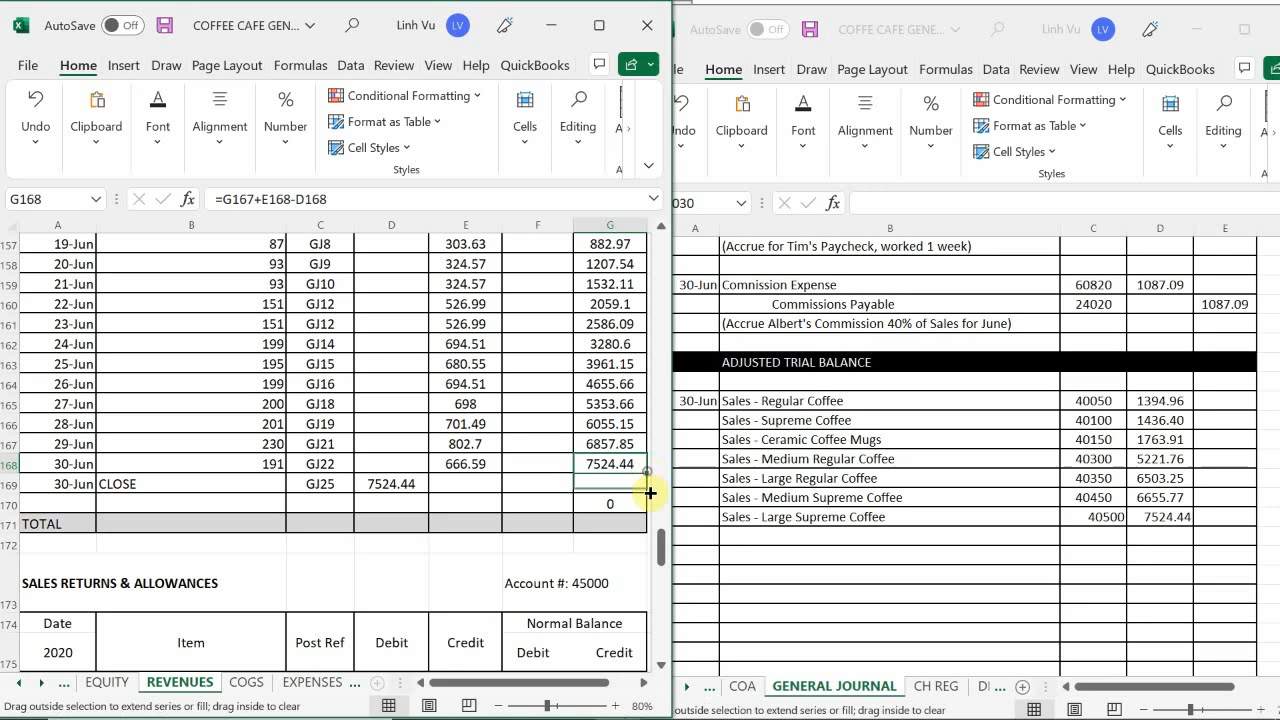 AutoSave Off COFFEE CAFE GENE... Linh Vu LV
File Home Insert Draw Page Layout Formulas Data Review View Help QuickBooks
Undo Clipboard Font Alignment Number Conditional Formatting Format as Table Cell Styles Cells Editing A
Styles
G168 fx =G167+E168-D168
A B C D E F G
157 19-Jun 87 GJ8 303.63 882.97
158 20-Jun 93 GJ9 324.57 1207.54
159 21-Jun 93 GJ10 324.57 1532.11
160 22-Jun 151 GJ12 526.99 2059.1
161 23-Jun 151 GJ12 526.99 2586.09
162 24-Jun 199 GJ14 694.51 3280.6
163 25-Jun 195 GJ15 680.55 3961.15
164 26-Jun 199 GJ16 694.51 4655.66
165 27-Jun 200 GJ18 698 5353.66
166 28-Jun 201 GJ19 701.49 6055.15
167 29-Jun 230 GJ21 802.7 6857.85
168 30-Jun 191 GJ22 666.59 7524.44
169 30-Jun CLOSE GJ25 7524.44
170 0
171 TOTAL
172
173 SALES RETURNS & ALLOWANCES Account #: 45000
174 Date Item Post Ref Debit Credit Normal Balance
175 2020 Debit Credit
... EQUITY REVENUES COGS EXPENSES ...
Drag outside selection to extend series or fill; drag inside to clear 80%
AutoSave Off COFFE CAFE GENE... Linh Vu LV
le Home Insert Draw Page Layout Formulas Data Review View Help QuickBooks
ndo Clipboard Font Alignment Number Conditional Formatting Format as Table Cell Styles Cells Editing A
Styles
030 fx
A B C D E
(Accrue for Tim's Paycheck, worked 1 week)
30-Jun Comnission Expense 60820 1087.09
Commissions Payable 24020 1087.09
(Accrue Albert's Commission 40% of Sales for June)
ADJUSTED TRIAL BALANCE
30-Jun Sales - Regular Coffee 40050 1394.96
Sales - Supreme Coffee 40100 1436.40
Sales - Ceramic Coffee Mugs 40150 1763.91
Sales - Medium Regular Coffee 40300 5221.76
Sales - Large Regular Coffee 40350 6503.25
Sales - Medium Supreme Coffee 40450 6655.77
Sales - Large Supreme Coffee 40500 7524.44
... COA GENERAL JOURNAL CH REG DI ...
outside selection to extend series or fill; drag inside to clear